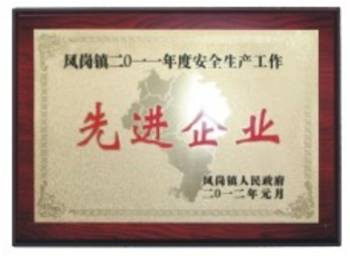 凤岗镇二〇一一年度安全生产工作
先进企业
凤岗镇人民政府
二〇一二年元月